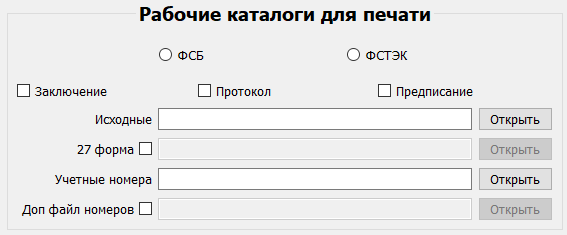 Рабочие каталоги для печати
ФСБ ФСТЭК
Заключение Протокол Предписание
Исходные Открыть
27 форма Открыть
Учетные номера Открыть
Доп файл номеров Открыть